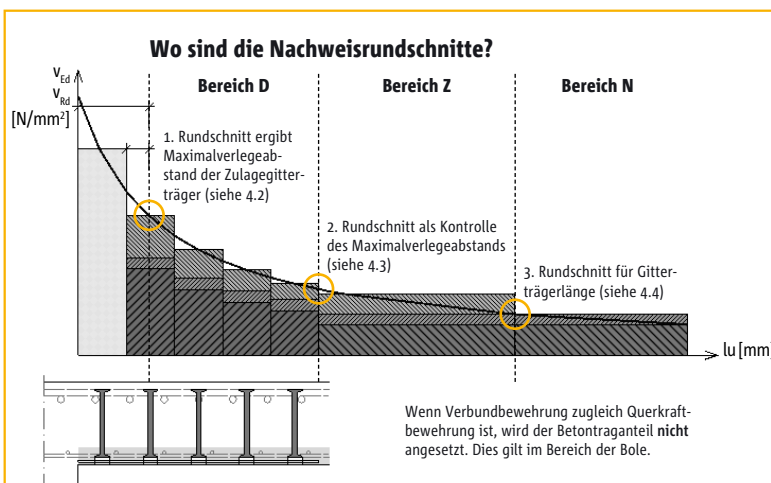 Wo sind die Nachweisrundschnitte?
vEd
vRd
[N/mm²]
Bereich D
Bereich Z
Bereich N
1. Rundschnitt ergibt
Maximalverlegeab-
stand der Zulagegitter-
träger (siehe 4.2)
2. Rundschnitt als Kontrolle
des Maximalverlegeabstands
(siehe 4.3)
3. Rundschnitt für Gitter-
trägerlänge (siehe 4.4)
lu [mm]
Wenn Verbundbewehrung zugleich Querkraft-
bewehrung ist, wird der Betontraganteil nicht
angesetzt. Dies gilt im Bereich der Bole.